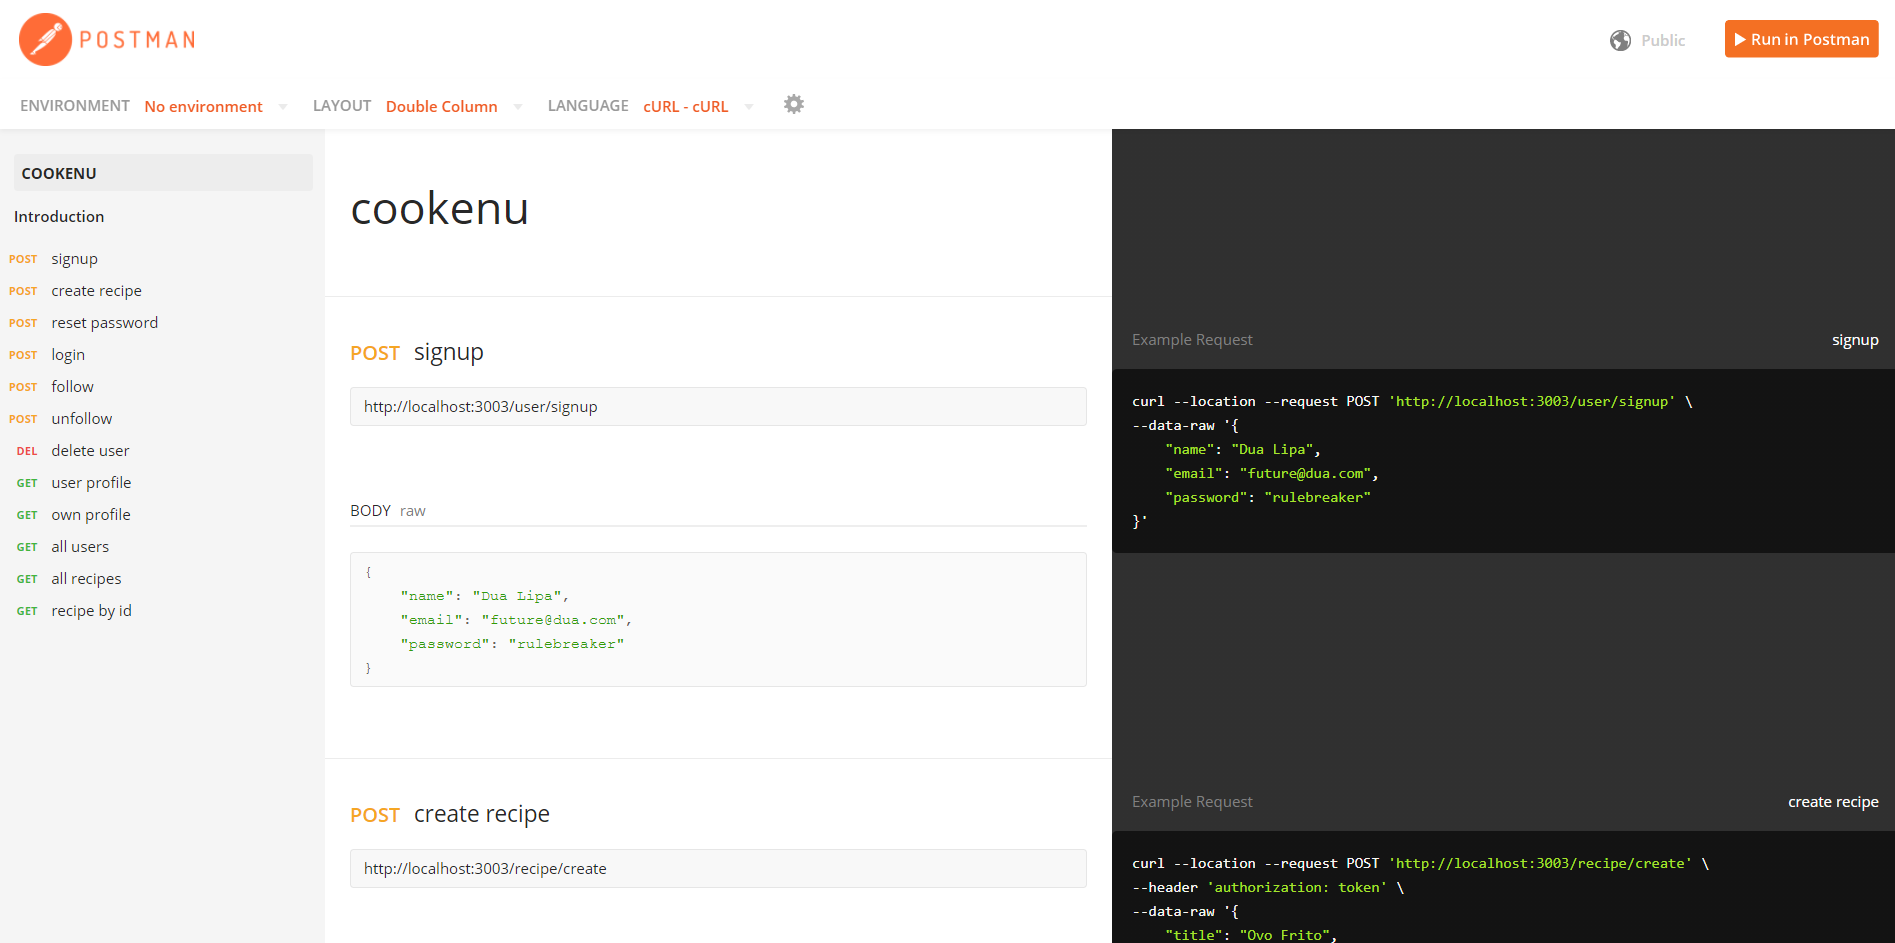 POSTMAN
Public
Run in Postman
ENVIRONMENT No environment LAYOUT Double Column LANGUAGE cURL - cURL
COOKENU
Introduction
POST signup
POST create recipe
POST reset password
POST login
POST follow
POST unfollow
DEL delete user
GET user profile
GET own profile
GET all users
GET all recipes
GET recipe by id
cookenu
POST signup
http://localhost:3003/user/signup
BODY raw
{
"name": "Dua Lipa",
"email": "future@dua.com",
"password": "rulebreaker"
}
Example Request signup
curl --location --request POST 'http://localhost:3003/user/signup' \
--data-raw '{
"name": "Dua Lipa",
"email": "future@dua.com",
"password": "rulebreaker"
}'
POST create recipe
http://localhost:3003/recipe/create
Example Request create recipe
curl --location --request POST 'http://localhost:3003/recipe/create' \
--header 'authorization: token' \
--data-raw '{
"title": "Ovo Frito",